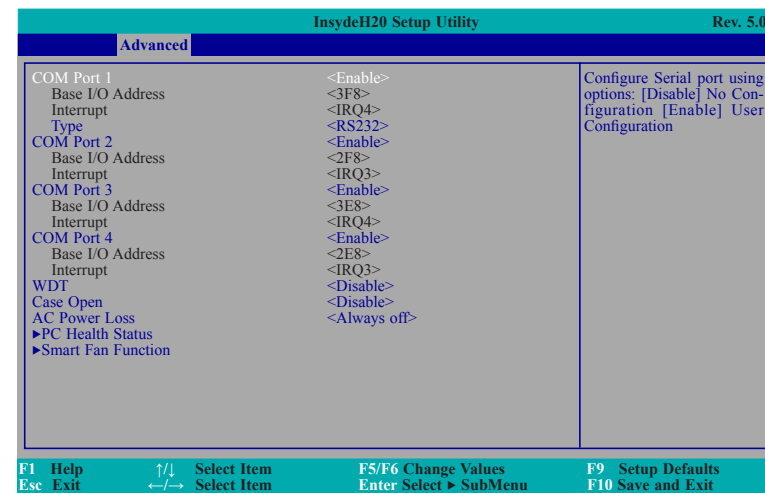 InsydeH20 Setup Utility Rev. 5.0
Advanced
COM Port 1 <Enable>
Base I/O Address <3F8>
Interrupt <IRQ4>
Type <RS232>
COM Port 2 <Enable>
Base I/O Address <2F8>
Interrupt <IRQ3>
COM Port 3 <Enable>
Base I/O Address <3E8>
Interrupt <IRQ4>
COM Port 4 <Enable>
Base I/O Address <2E8>
Interrupt <IRQ3>
WDT <Disable>
Case Open <Disable>
AC Power Loss <Always off>
►PC Health Status
►Smart Fan Function
Configure Serial port using
options: [Disable] No Con-
figuration [Enable] User
Configuration
F1 Help ↑/↓ Select Item F5/F6 Change Values F9 Setup Defaults
Esc Exit ←/→ Select Item Enter Select ► SubMenu F10 Save and Exit